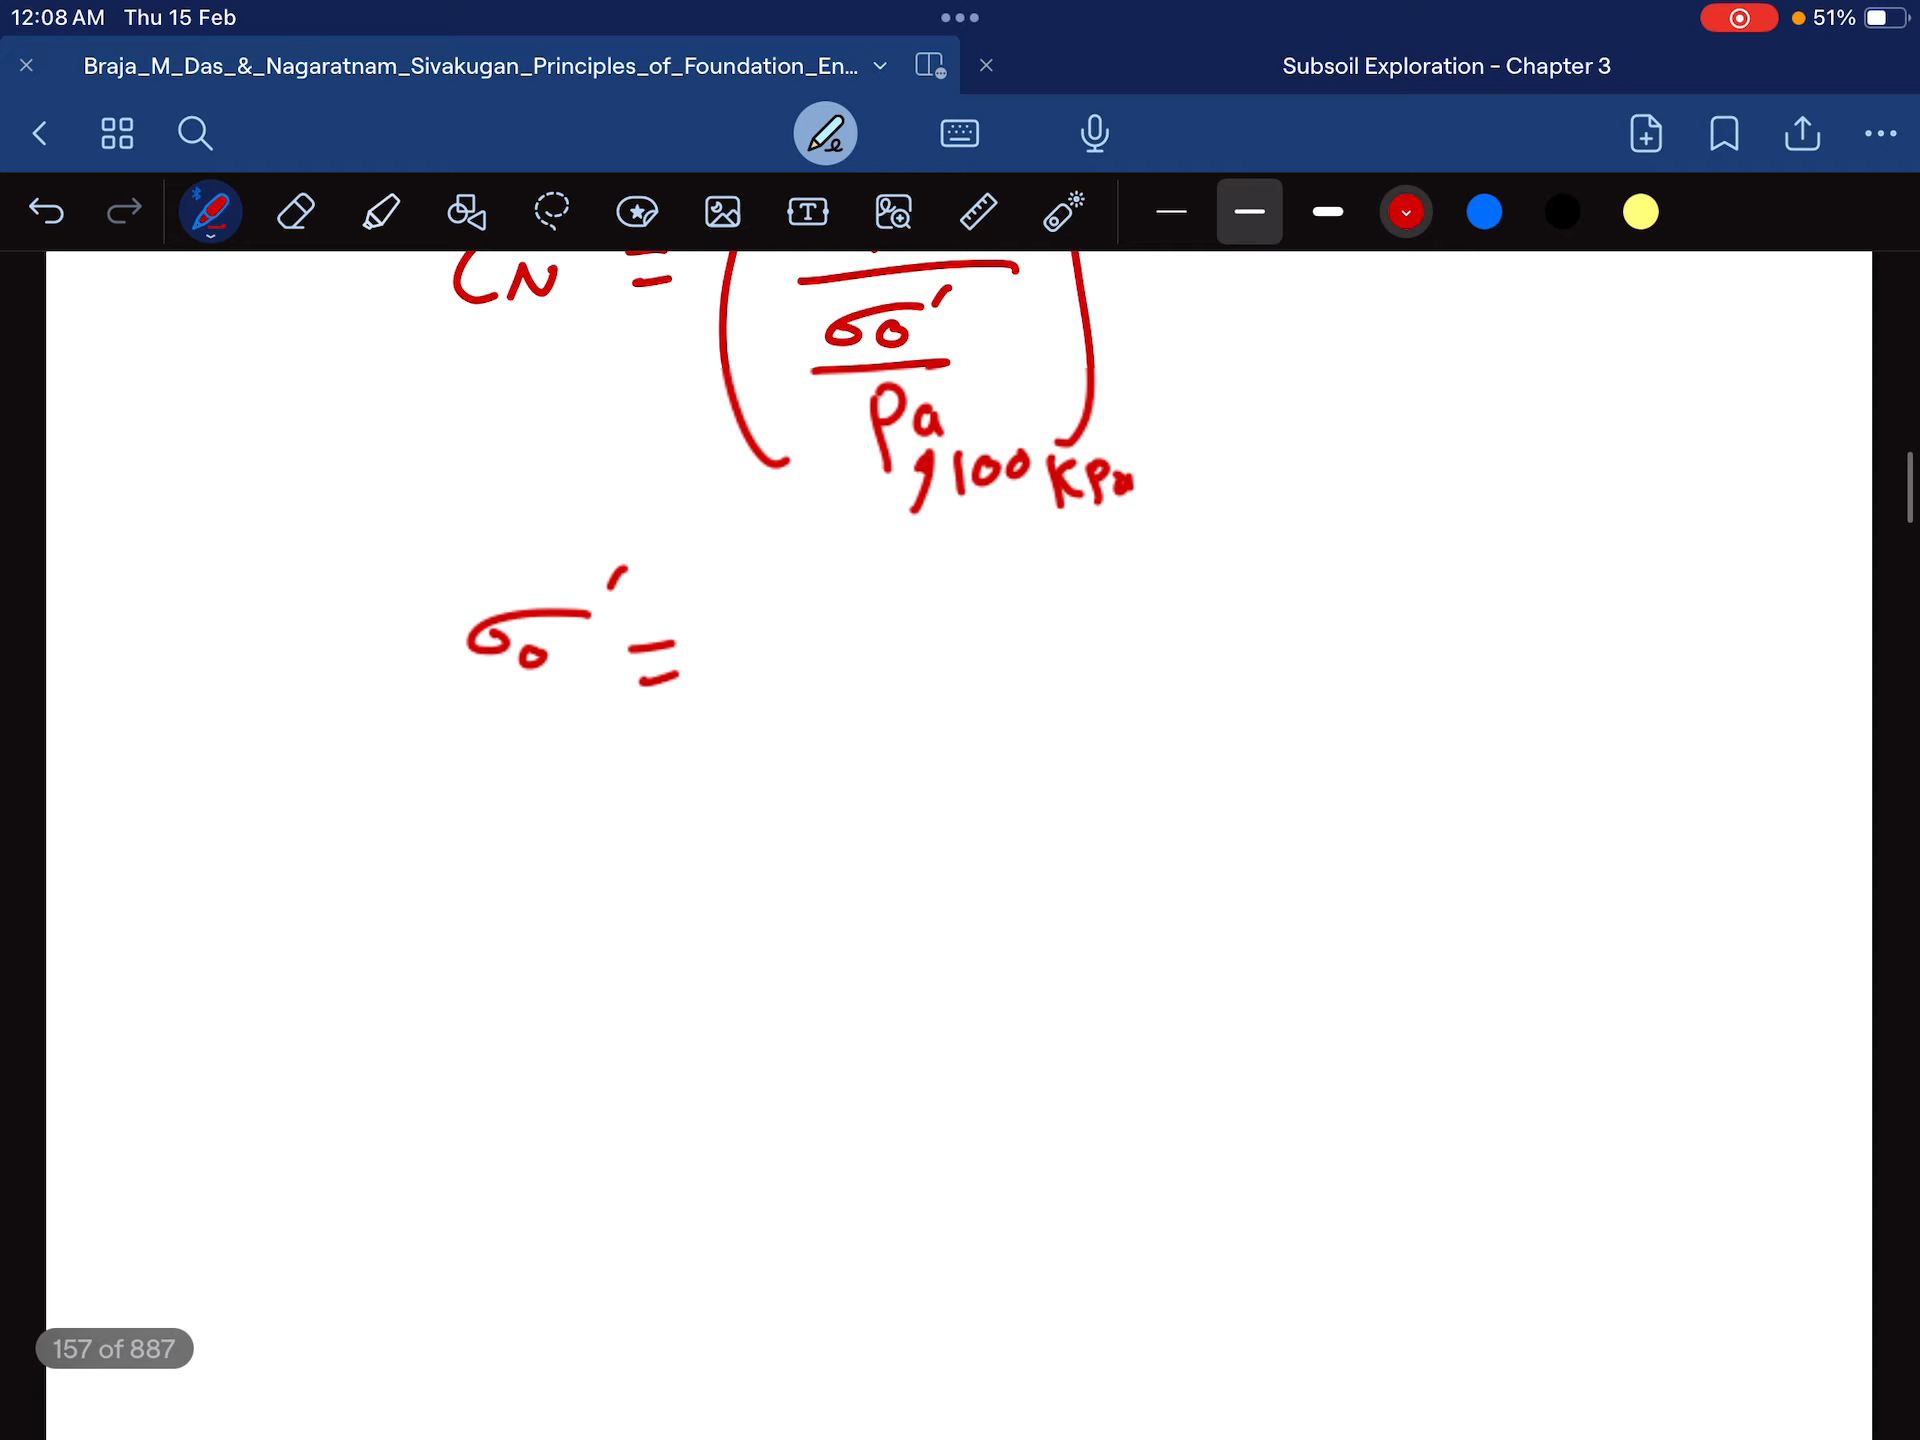 12:08 AM Thu 15 Feb
51%
Braja_M_Das_&_Nagaratnam_Sivakugan_Principles_of_Foundation_En...
Subsoil Exploration - Chapter 3
CN =
σo'
Pa
, 100 KPa
σo' =
157 of 887